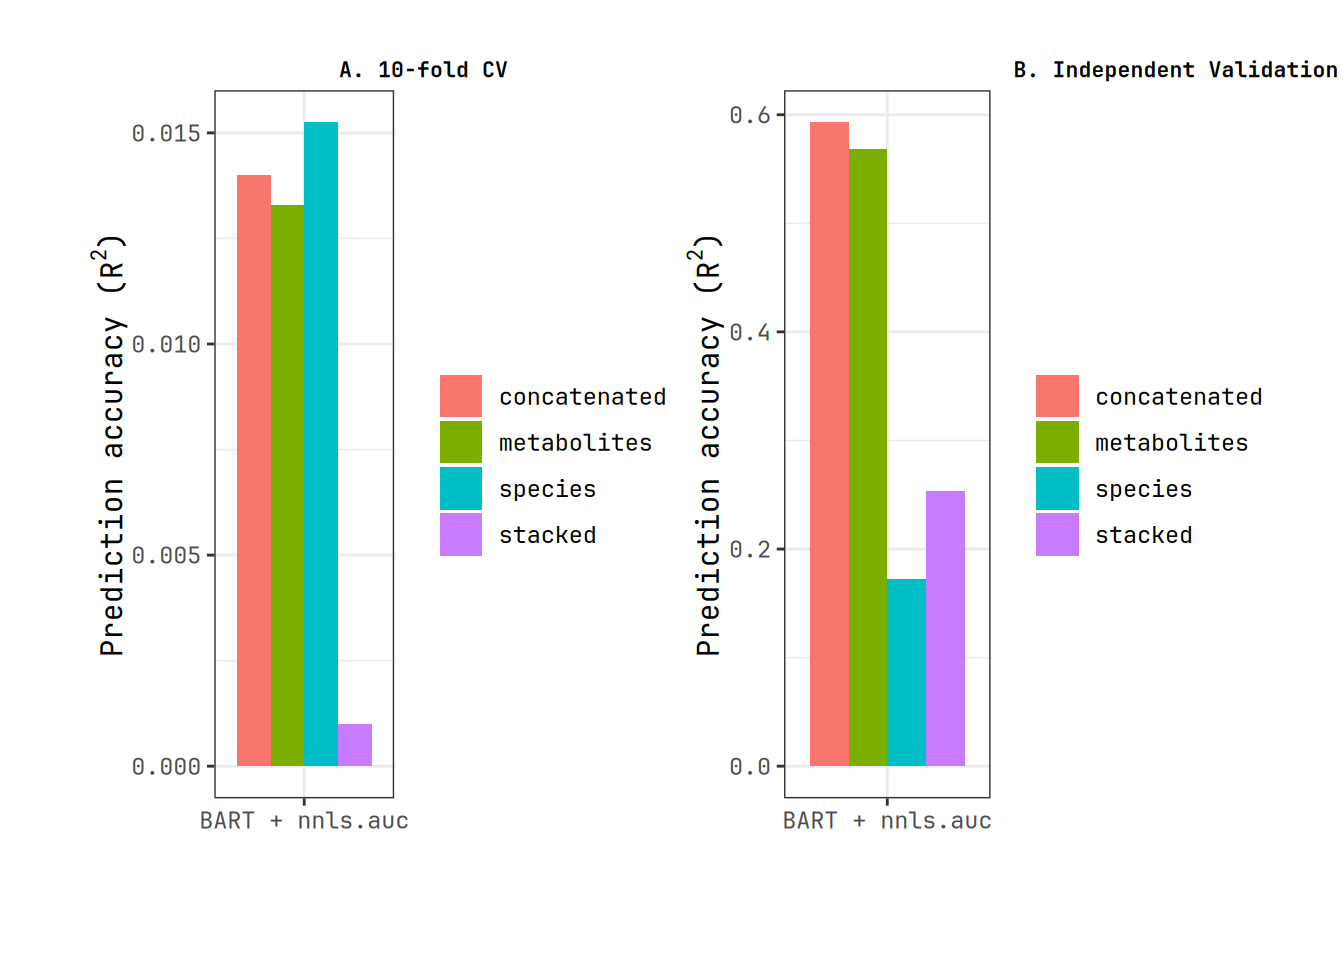 A. 10-fold CV
Prediction accuracy (R²)
0.015
0.010
0.005
0.000
BART + nnls.auc
concatenated
metabolites
species
stacked
B. Independent Validation
Prediction accuracy (R²)
0.6
0.4
0.2
0.0
BART + nnls.auc
concatenated
metabolites
species
stacked